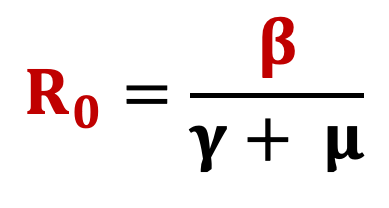 R₀ = β / γ + μ